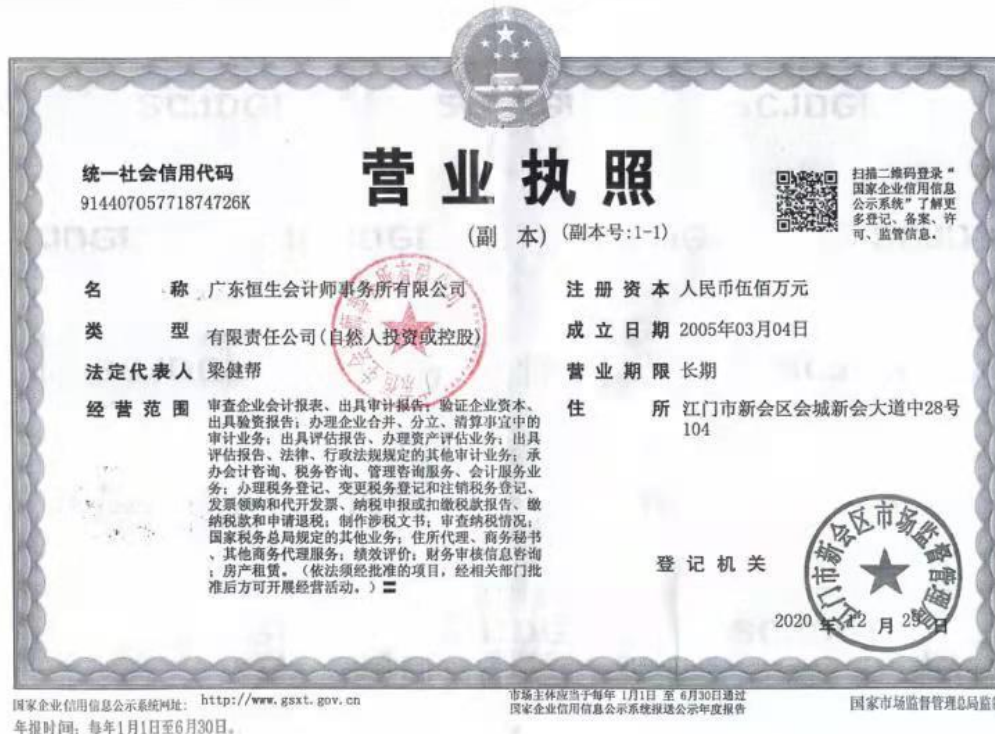 统一社会信用代码
91440705771874726K
营业执照
(副 本) (副本号:1-1)
扫描二维码登录“
国家企业信用信息
公示系统”了解更
多登记、备案、许
可、监管信息。
名 称 广东恒生会计师事务所有限公司
类 型 有限责任公司(自然人投资或控股)
法定代表人 梁健帮
经营范围 审查企业会计报表、出具审计报告;验证企业资本、
出具验资报告;办理企业合并、分立、清算事宜中的
审计业务;出具评估报告、办理资产评估业务;出具
评估报告、法律、行政法规规定的其他审计业务;承
办会计咨询、税务咨询、管理咨询服务、会计服务业
务;办理税务登记、变更税务登记和注销税务登记、
发票领购和代开发票、纳税申报或扣缴税款报告、缴
纳税款和申请退税;制作涉税文书;审查纳税情况;
国家税务总局规定的其他业务;住所代理、商务秘书
、其他商务代理服务;绩效评价;财务审核信息咨询
;房产租赁。(依法须经批准的项目,经相关部门批
准后方可开展经营活动。)
注册资本 人民币伍佰万元
成立日期 2005年03月04日
营业期限 长期
住 所 江门市新会区会城新会大道中28号
104
登记机关
江门市新会区市场监督管理局
2020 年 12 月 29 日
国家企业信用信息公示系统网址: http://www.gsxt.gov.cn
市场主体应当于每年 1月1日 至 6月30日通过
国家企业信用信息公示系统报送公示年度报告
国家市场监督管理总局监
年报时间:每年1月1日至6月30日。